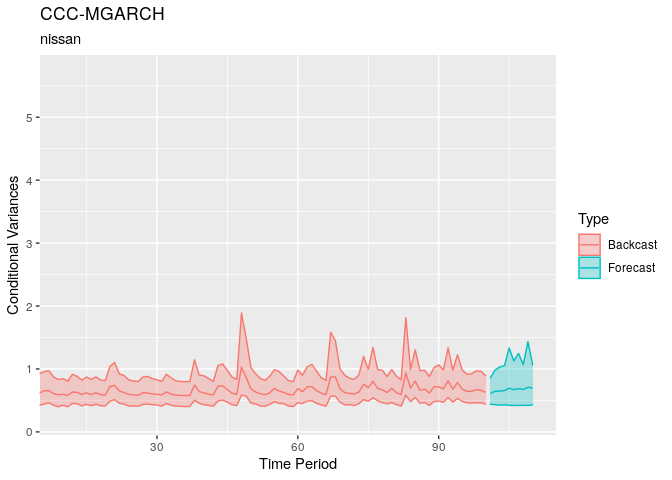 CCC-MGARCH
nissan
Conditional Variances
5
4
3
2
1
0
30
60
90
Time Period
Type
Backcast
Forecast